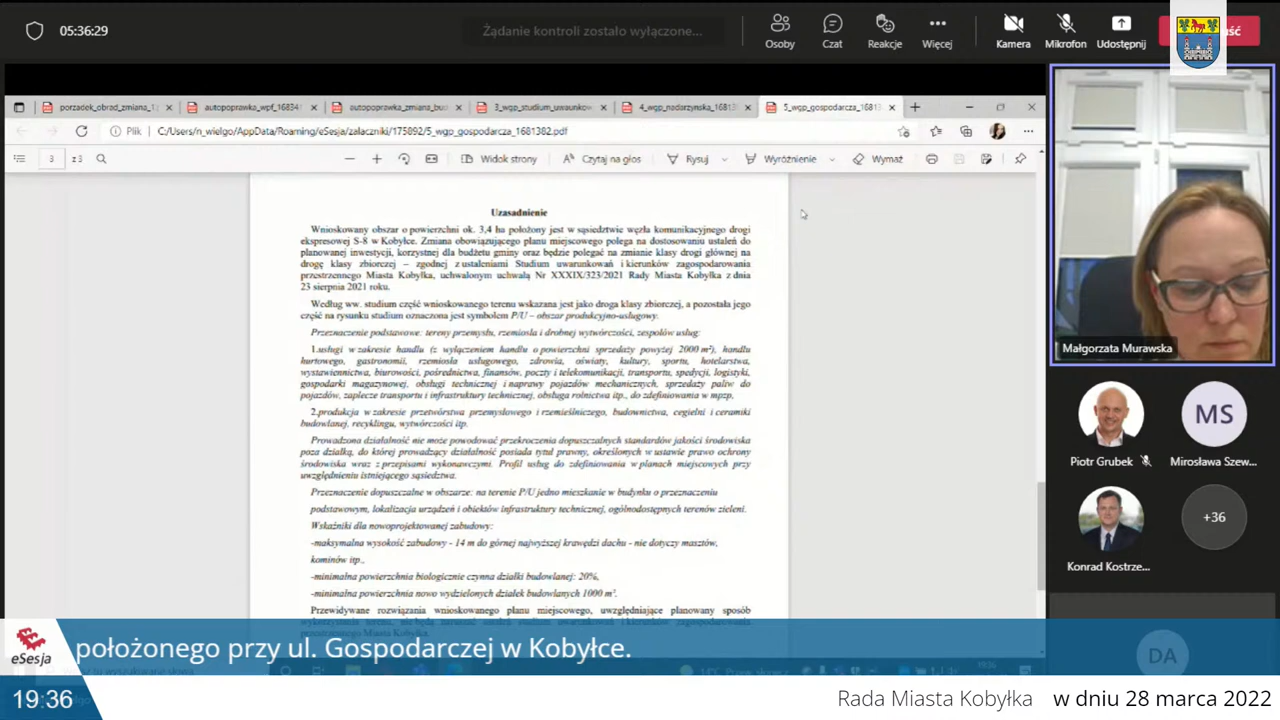 05:36:29
Żądanie kontroli zostało wyłączone...
Osoby
Czat
Reakcje
Więcej
Kamera
Mikrofon
Udostępnij
ść
porzadek_obrad_zmiana_1
autopoprawka_wpf_16834
autopoprawka_zmiana_bu
3_wgp_studium_uwaunkow
4_wgp_nadarzynska_1681
5_wgp_gospodarcza_1681
Plik
C:/Users/n_wielgo/AppData/Roaming/eSesja/zalaczniki/175892/5_wgp_gospodarcza_1681382.pdf
3
z 3
Widok strony
Czytaj na głos
Rysuj
Wyróżnienie
Wymaż
Uzasadnienie
Wnioskowany obszar o powierzchni ok. 3,4 ha położony jest w sąsiedztwie węzła komunikacyjnego drogi
ekspresowej S-8 w Kobyłce. Zmiana obowiązującego planu miejscowego polega na dostosowaniu ustaleń do
planowanej inwestycji, korzystnej dla budżetu gminy oraz będzie polegać na zmianie klasy drogi głównej na
drogę klasy zbiorczej – zgodnej z ustaleniami Studium uwarunkowań i kierunków zagospodarowania
przestrzennego Miasta Kobyłka, uchwalonym uchwałą Nr XXXIX/323/2021 Rady Miasta Kobyłka z dnia
23 sierpnia 2021 roku.
Według ww. studium część wnioskowanego terenu wskazana jest jako droga klasy zbiorczej, a pozostała jego
część na rysunku studium oznaczona jest symbolem P/U – obszar produkcyjno-usługowy.
Przeznaczenie podstawowe: tereny przemysłu, rzemiosła i drobnej wytwórczości, zespołów usług:
1.usługi w zakresie handlu (z wyłączeniem handlu o powierzchni sprzedaży powyżej 2000 m²), handlu
hurtowego, gastronomii, rzemiosła usługowego, zdrowia, oświaty, kultury, sportu, hotelarstwa,
wystawiennictwa, biurowości, pośrednictwa, finansów, poczty i telekomunikacji, transportu, spedycji, logistyki,
gospodarki magazynowej, obsługi technicznej i naprawy pojazdów mechanicznych, sprzedaży paliw do
pojazdów, zaplecze transportu i infrastruktury technicznej, obsługa rolnictwa itp., do zdefiniowania w mpzp.
2.produkcja w zakresie przetwórstwa przemysłowego i rzemieślniczego, budownictwa, cegielni i ceramiki
budowlanej, recyklingu, wytwórczości itp.
Prowadzona działalność nie może powodować przekroczenia dopuszczalnych standardów jakości środowiska
poza działką, do której prowadzący działalność posiada tytuł prawny, określonych w ustawie prawo ochrony
środowiska wraz z przepisami wykonawczymi. Profil usług do zdefiniowania w planach miejscowych przy
uwzględnieniu istniejącego sąsiedztwa.
Przeznaczenie dopuszczalne w obszarze: na terenie P/U jedno mieszkanie w budynku o przeznaczeniu
podstawowym, lokalizacja urządzeń i obiektów infrastruktury technicznej, ogólnodostępnych terenów zieleni.
Wskaźniki dla nowoprojektowanej zabudowy:
-maksymalna wysokość zabudowy - 14 m do górnej najwyższej krawędzi dachu - nie dotyczy masztów,
kominów itp.,
-minimalna powierzchnia biologicznie czynna działki budowlanej: 20%,
-minimalna powierzchnia nowo wydzielonych działek budowlanych 1000 m².
Przewidywane rozwiązania wnioskowanego planu miejscowego, uwzględniające planowany sposób
Małgorzata Murawska
Piotr Grubek
MS
Mirosława Szew...
Konrad Kostrze...
+36
DA
eSesja
położonego przy ul. Gospodarczej w Kobyłce.
19:36
Rada Miasta Kobyłka
w dniu 28 marca 2022